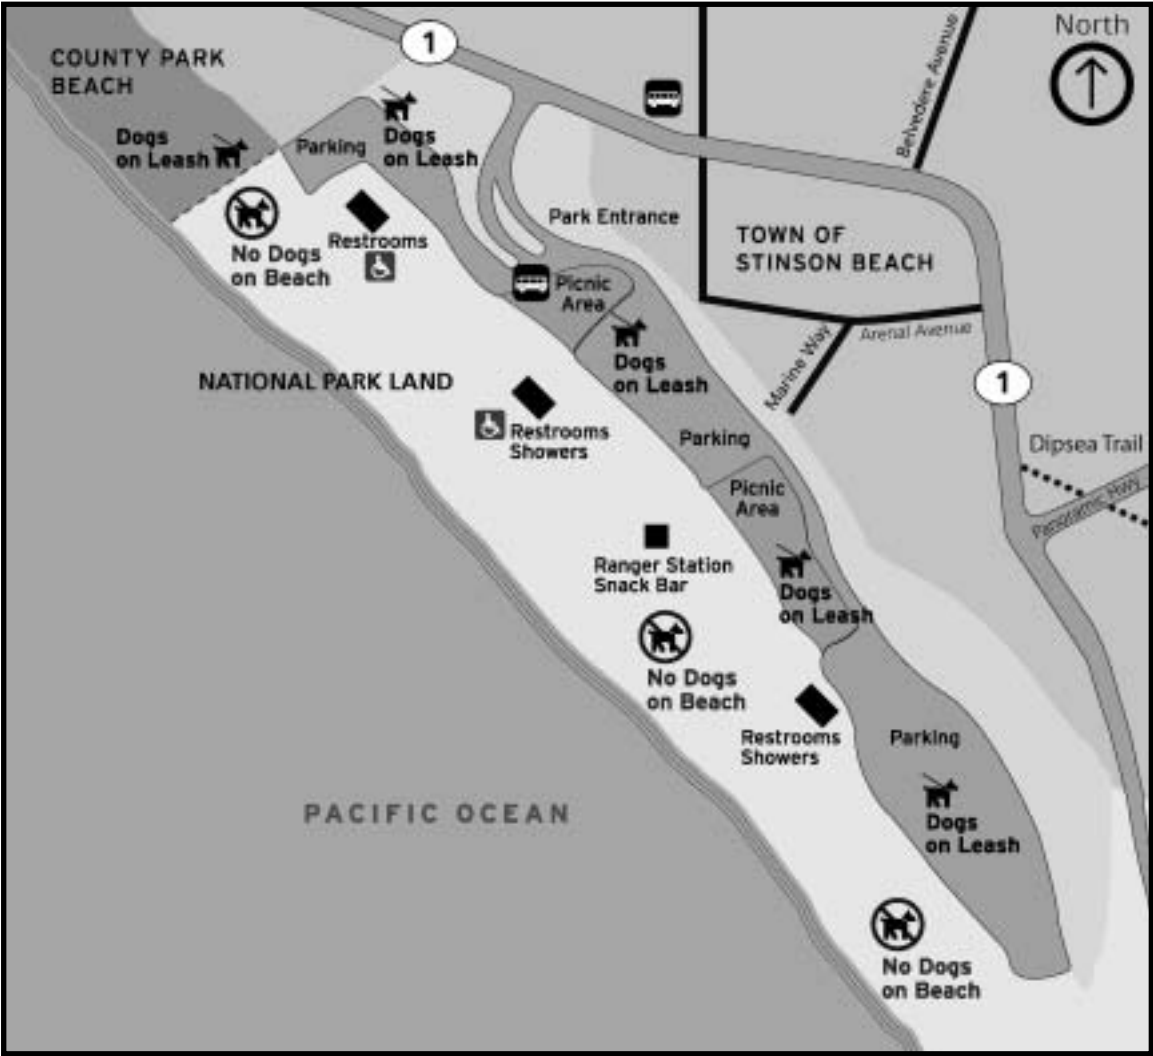 1
North
COUNTY PARK
BEACH
Belvedere Avenue
Dogs
on Leash
Parking
Dogs
on Leash
Park Entrance
TOWN OF
STINSON BEACH
No Dogs
on Beach
Restrooms
Picnic
Area
Arenal Avenue
Marine Way
Dogs
on Leash
NATIONAL PARK LAND
1
Restrooms
Showers
Parking
Dipsea Trail
Panoramic Hwy
Picnic
Area
Ranger Station
Snack Bar
Dogs
on Leash
No Dogs
on Beach
Restrooms
Showers
Parking
PACIFIC OCEAN
Dogs
on Leash
No Dogs
on Beach